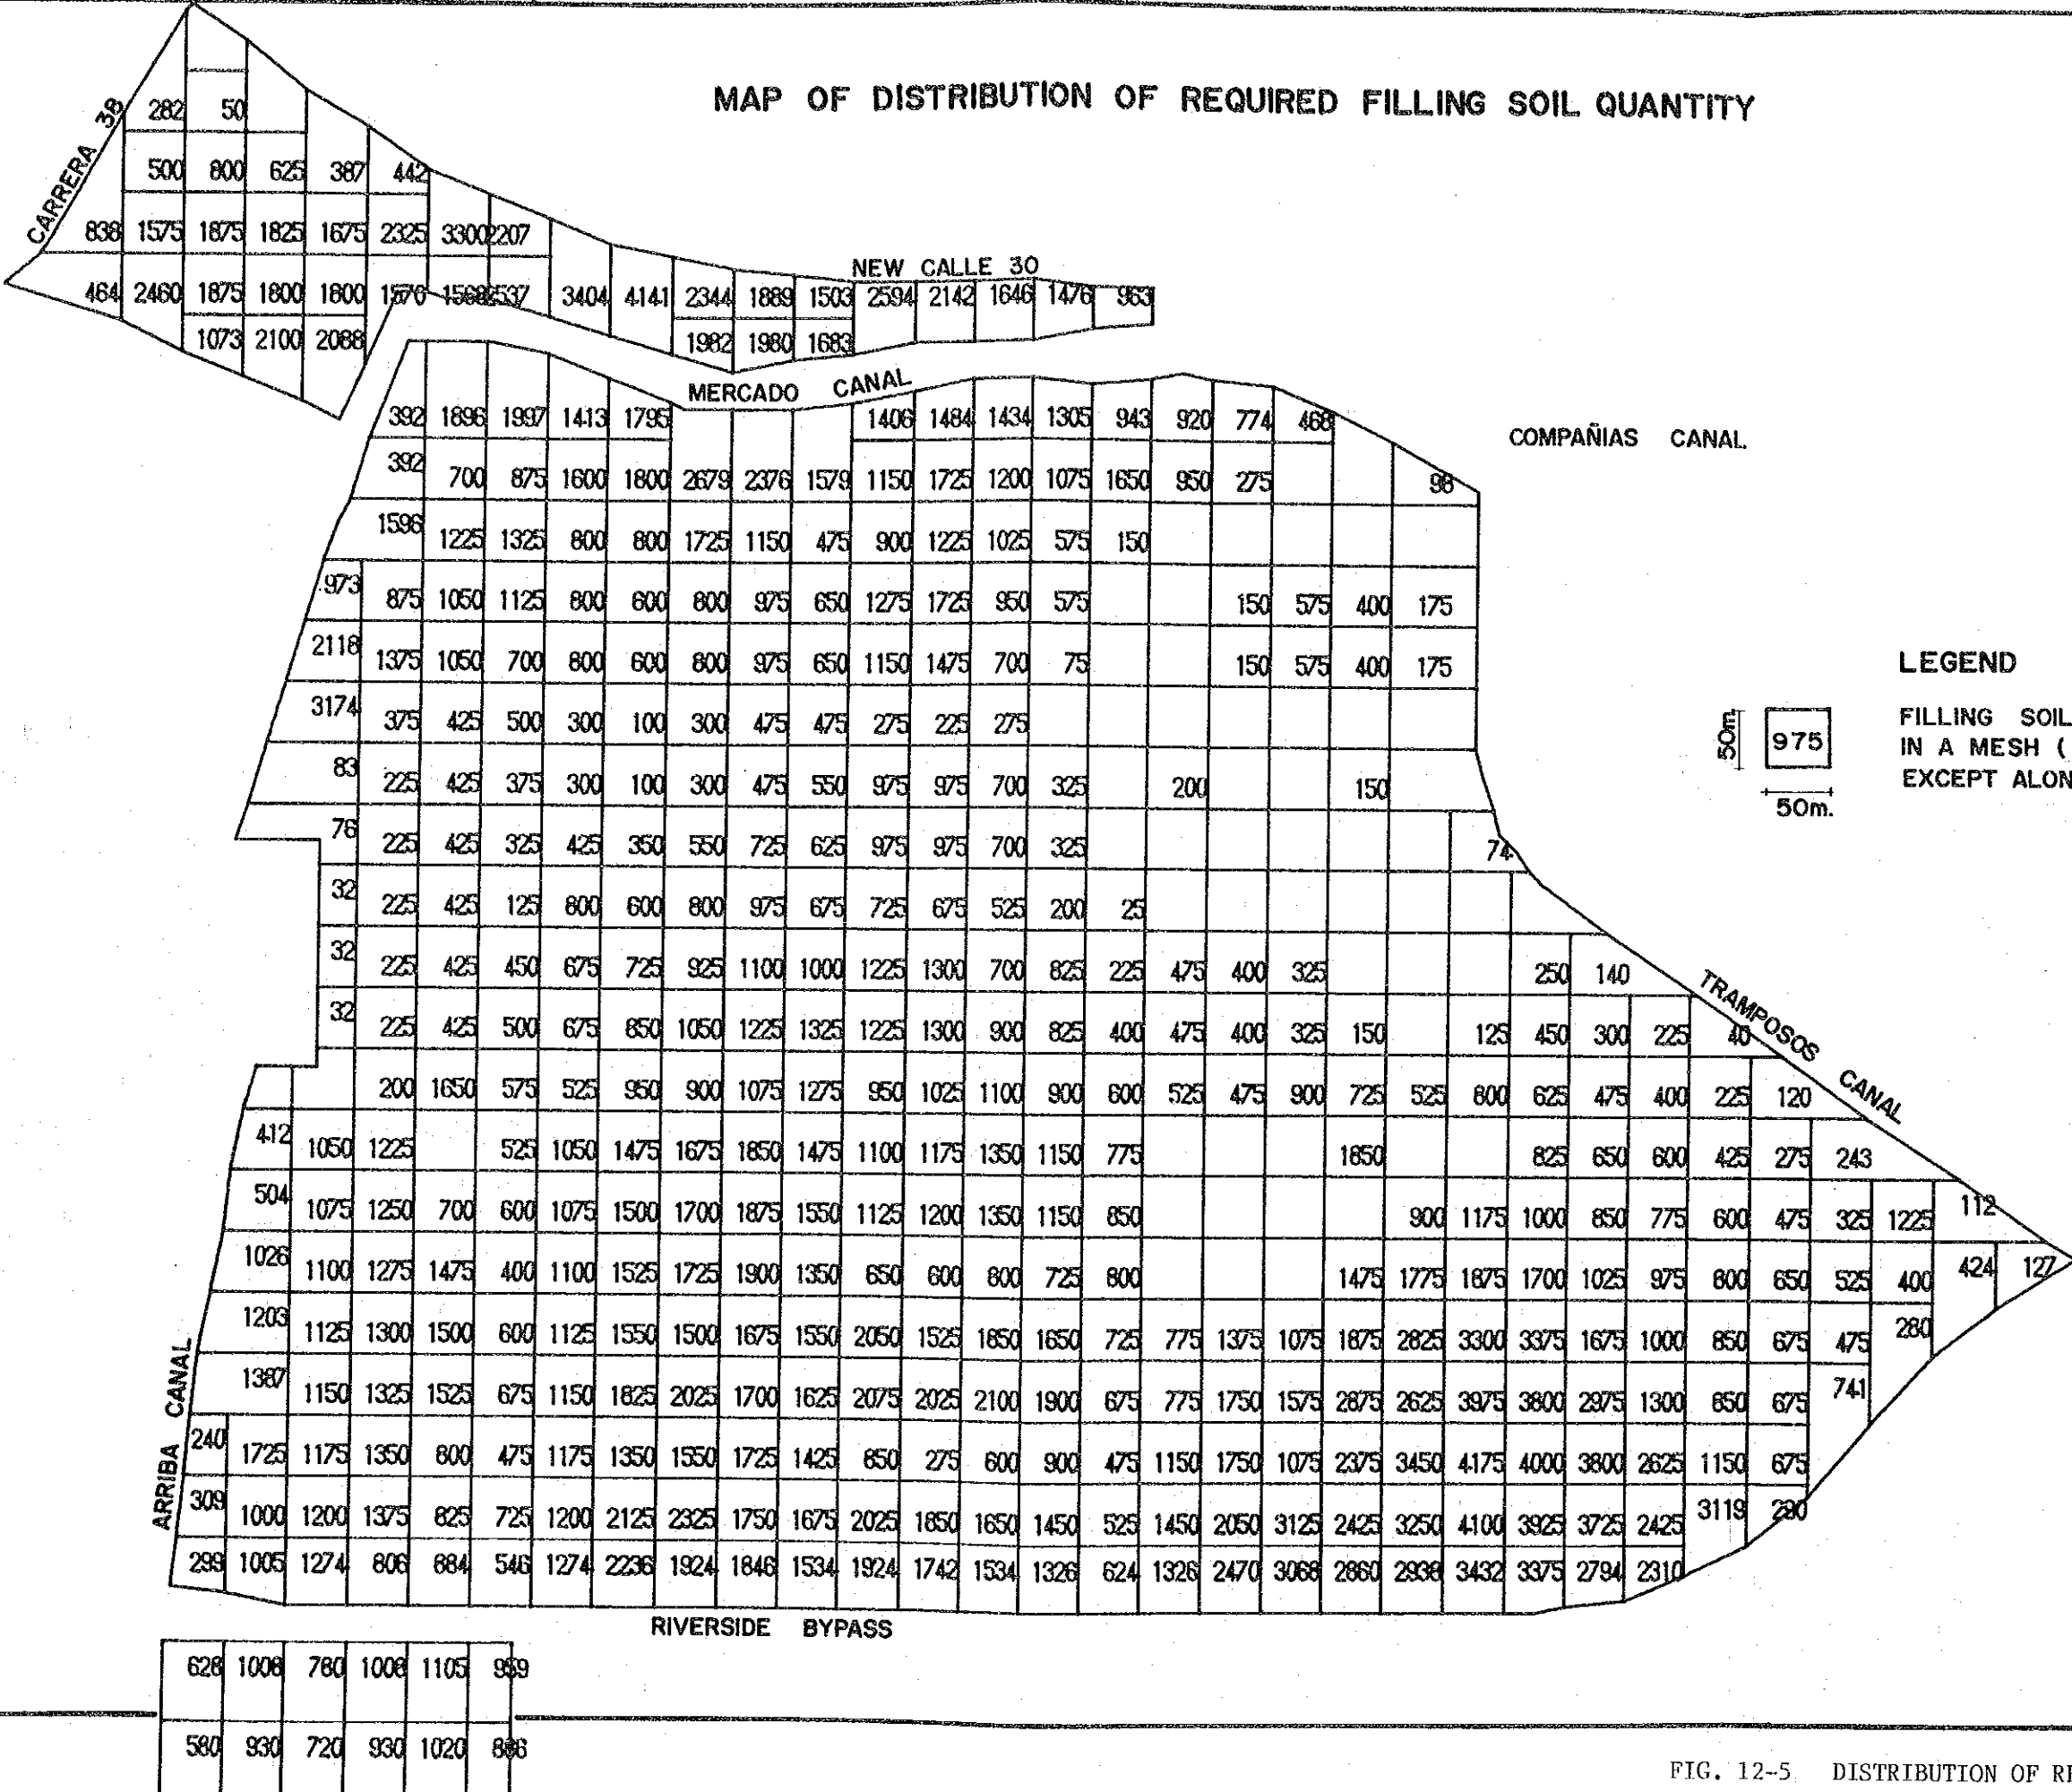 MAP OF DISTRIBUTION OF REQUIRED FILLING SOIL QUANTITY
CARRERA 38
282 50
500 800 625 387 442
838 1575 1875 1825 1675 2325 3300 2207
NEW CALLE 30
464 2460 1875 1800 1800 1576 1568 2537 3404 4141 2344 1889 1503 2594 2142 1646 1476 963
1073 2100 2088 1982 1980 1683
MERCADO CANAL
392 1896 1997 1413 1795 1406 1484 1434 1305 943 920 774 468
COMPAÑIAS CANAL
392 700 875 1600 1800 2679 2376 1579 1150 1725 1200 1075 1650 950 275 98
1596 1225 1325 800 800 1725 1150 475 900 1225 1025 575 150
973 875 1050 1125 800 600 800 975 650 1275 1725 950 575 150 575 400 175
2118 1375 1050 700 800 600 800 975 650 1150 1475 700 75 150 575 400 175
LEGEND
3174 375 425 500 300 100 300 475 475 275 225 275
50m.
975
50m.
FILLING SOIL
IN A MESH (
EXCEPT ALON
83 225 425 375 300 100 300 475 550 975 975 700 325 200 150
76 225 425 325 425 350 550 725 625 975 975 700 325 74
32 225 425 125 800 600 800 975 675 725 675 525 200 25
32 225 425 450 675 725 925 1100 1000 1225 1300 700 825 225 475 400 325 250 140
TRAMPOSOS CANAL
32 225 425 500 675 850 1050 1225 1325 1225 1300 900 825 400 475 400 325 150 125 450 300 225 40
200 1650 575 525 950 900 1075 1275 950 1025 1100 900 600 525 475 900 725 525 800 625 475 400 225 120
412 1050 1225 525 1050 1475 1675 1850 1475 1100 1175 1350 1150 775 1850 825 650 600 425 275 243
504 1075 1250 700 600 1075 1500 1700 1875 1550 1125 1200 1350 1150 850 900 1175 1000 850 775 600 475 325 1225 112
1026 1100 1275 1475 400 1100 1525 1725 1900 1350 650 600 800 725 800 1475 1775 1875 1700 1025 975 800 650 525 400 424 127
1203 1125 1300 1500 600 1125 1550 1500 1675 1550 2050 1525 1850 1650 725 775 1375 1075 1875 2825 3300 3375 1675 1000 850 675 475 280
ARRIBA CANAL
1387 1150 1325 1525 675 1150 1825 2025 1700 1625 2075 2025 2100 1900 675 775 1750 1575 2875 2625 3975 3800 2975 1300 850 675 741
240 1725 1175 1350 800 475 1175 1350 1550 1725 1425 850 275 600 900 475 1150 1750 1075 2375 3450 4175 4000 3800 2625 1150 675
309 1000 1200 1375 825 725 1200 2125 2325 1750 1675 2025 1850 1650 1450 525 1450 2050 3125 2425 3250 4100 3925 3725 2425 3119 280
299 1005 1274 806 884 546 1274 2236 1924 1846 1534 1924 1742 1534 1326 624 1326 2470 3068 2860 2938 3432 3375 2794 2310
RIVERSIDE BYPASS
628 1008 780 1008 1105 959
580 930 720 930 1020 886
FIG. 12-5 DISTRIBUTION OF RE